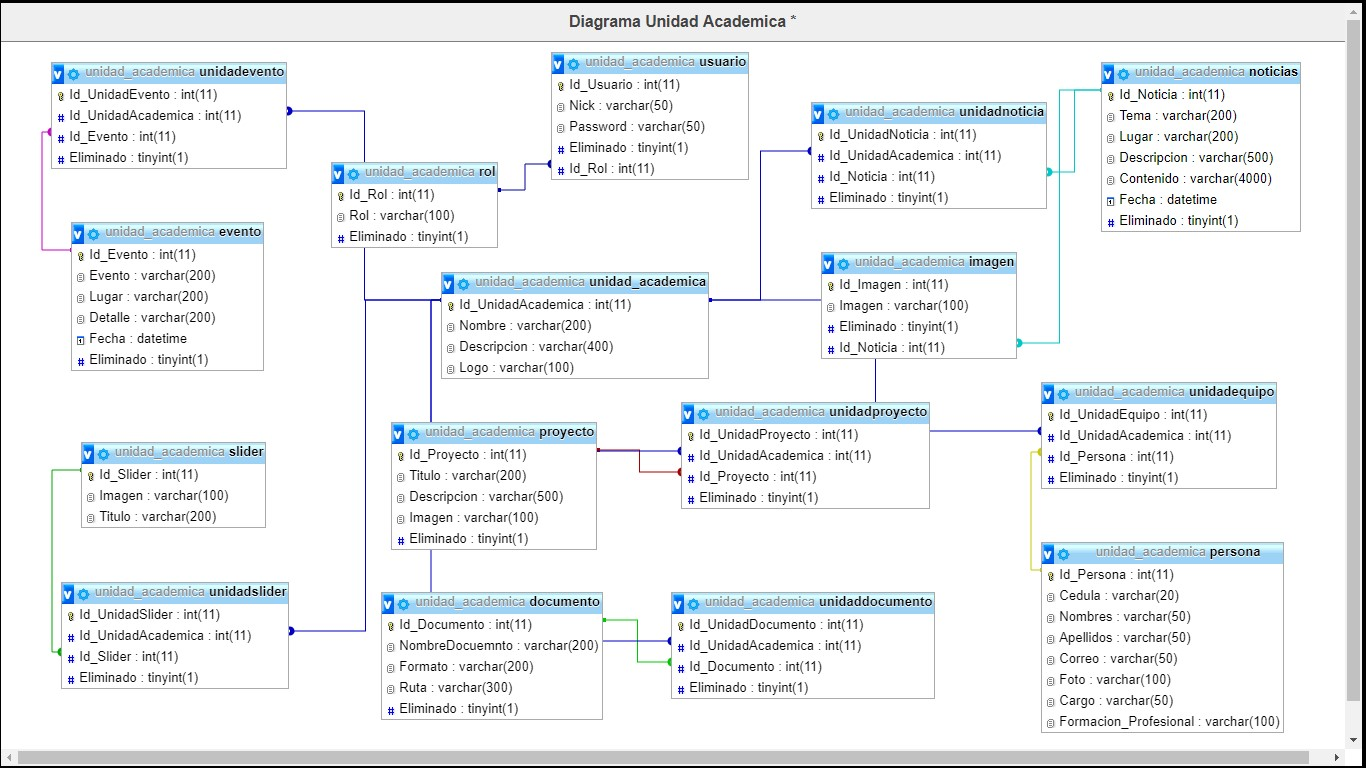 Diagrama Unidad Academica *
v unidad_academica unidadevento
Id_UnidadEvento : int(11)
# Id_UnidadAcademica : int(11)
# Id_Evento : int(11)
# Eliminado : tinyint(1)
v unidad_academica usuario
Id_Usuario : int(11)
Nick : varchar(50)
Password : varchar(50)
# Eliminado : tinyint(1)
# Id_Rol : int(11)
v unidad_academica unidadnoticia
Id_UnidadNoticia : int(11)
# Id_UnidadAcademica : int(11)
# Id_Noticia : int(11)
# Eliminado : tinyint(1)
v unidad_academica noticias
Id_Noticia : int(11)
Tema : varchar(200)
Lugar : varchar(200)
Descripcion : varchar(500)
Contenido : varchar(4000)
Fecha : datetime
# Eliminado : tinyint(1)
v unidad_academica rol
Id_Rol : int(11)
Rol : varchar(100)
# Eliminado : tinyint(1)
v unidad_academica evento
Id_Evento : int(11)
Evento : varchar(200)
Lugar : varchar(200)
Detalle : varchar(200)
Fecha : datetime
# Eliminado : tinyint(1)
v unidad_academica unidad_academica
Id_UnidadAcademica : int(11)
Nombre : varchar(200)
Descripcion : varchar(400)
Logo : varchar(100)
v unidad_academica imagen
Id_Imagen : int(11)
Imagen : varchar(100)
# Eliminado : tinyint(1)
# Id_Noticia : int(11)
v unidad_academica slider
Id_Slider : int(11)
Imagen : varchar(100)
Titulo : varchar(200)
v unidad_academica proyecto
Id_Proyecto : int(11)
Titulo : varchar(200)
Descripcion : varchar(500)
Imagen : varchar(100)
# Eliminado : tinyint(1)
v unidad_academica unidadproyecto
Id_UnidadProyecto : int(11)
# Id_UnidadAcademica : int(11)
# Id_Proyecto : int(11)
# Eliminado : tinyint(1)
v unidad_academica unidadequipo
Id_UnidadEquipo : int(11)
# Id_UnidadAcademica : int(11)
# Id_Persona : int(11)
# Eliminado : tinyint(1)
v unidad_academica unidadslider
Id_UnidadSlider : int(11)
# Id_UnidadAcademica : int(11)
# Id_Slider : int(11)
# Eliminado : tinyint(1)
v unidad_academica documento
Id_Documento : int(11)
NombreDocuemnto : varchar(200)
Formato : varchar(200)
Ruta : varchar(300)
# Eliminado : tinyint(1)
v unidad_academica unidaddocumento
Id_UnidadDocumento : int(11)
# Id_UnidadAcademica : int(11)
# Id_Documento : int(11)
# Eliminado : tinyint(1)
v unidad_academica persona
Id_Persona : int(11)
Cedula : varchar(20)
Nombres : varchar(50)
Apellidos : varchar(50)
Correo : varchar(50)
Foto : varchar(100)
Cargo : varchar(50)
Formacion_Profesional : varchar(100)